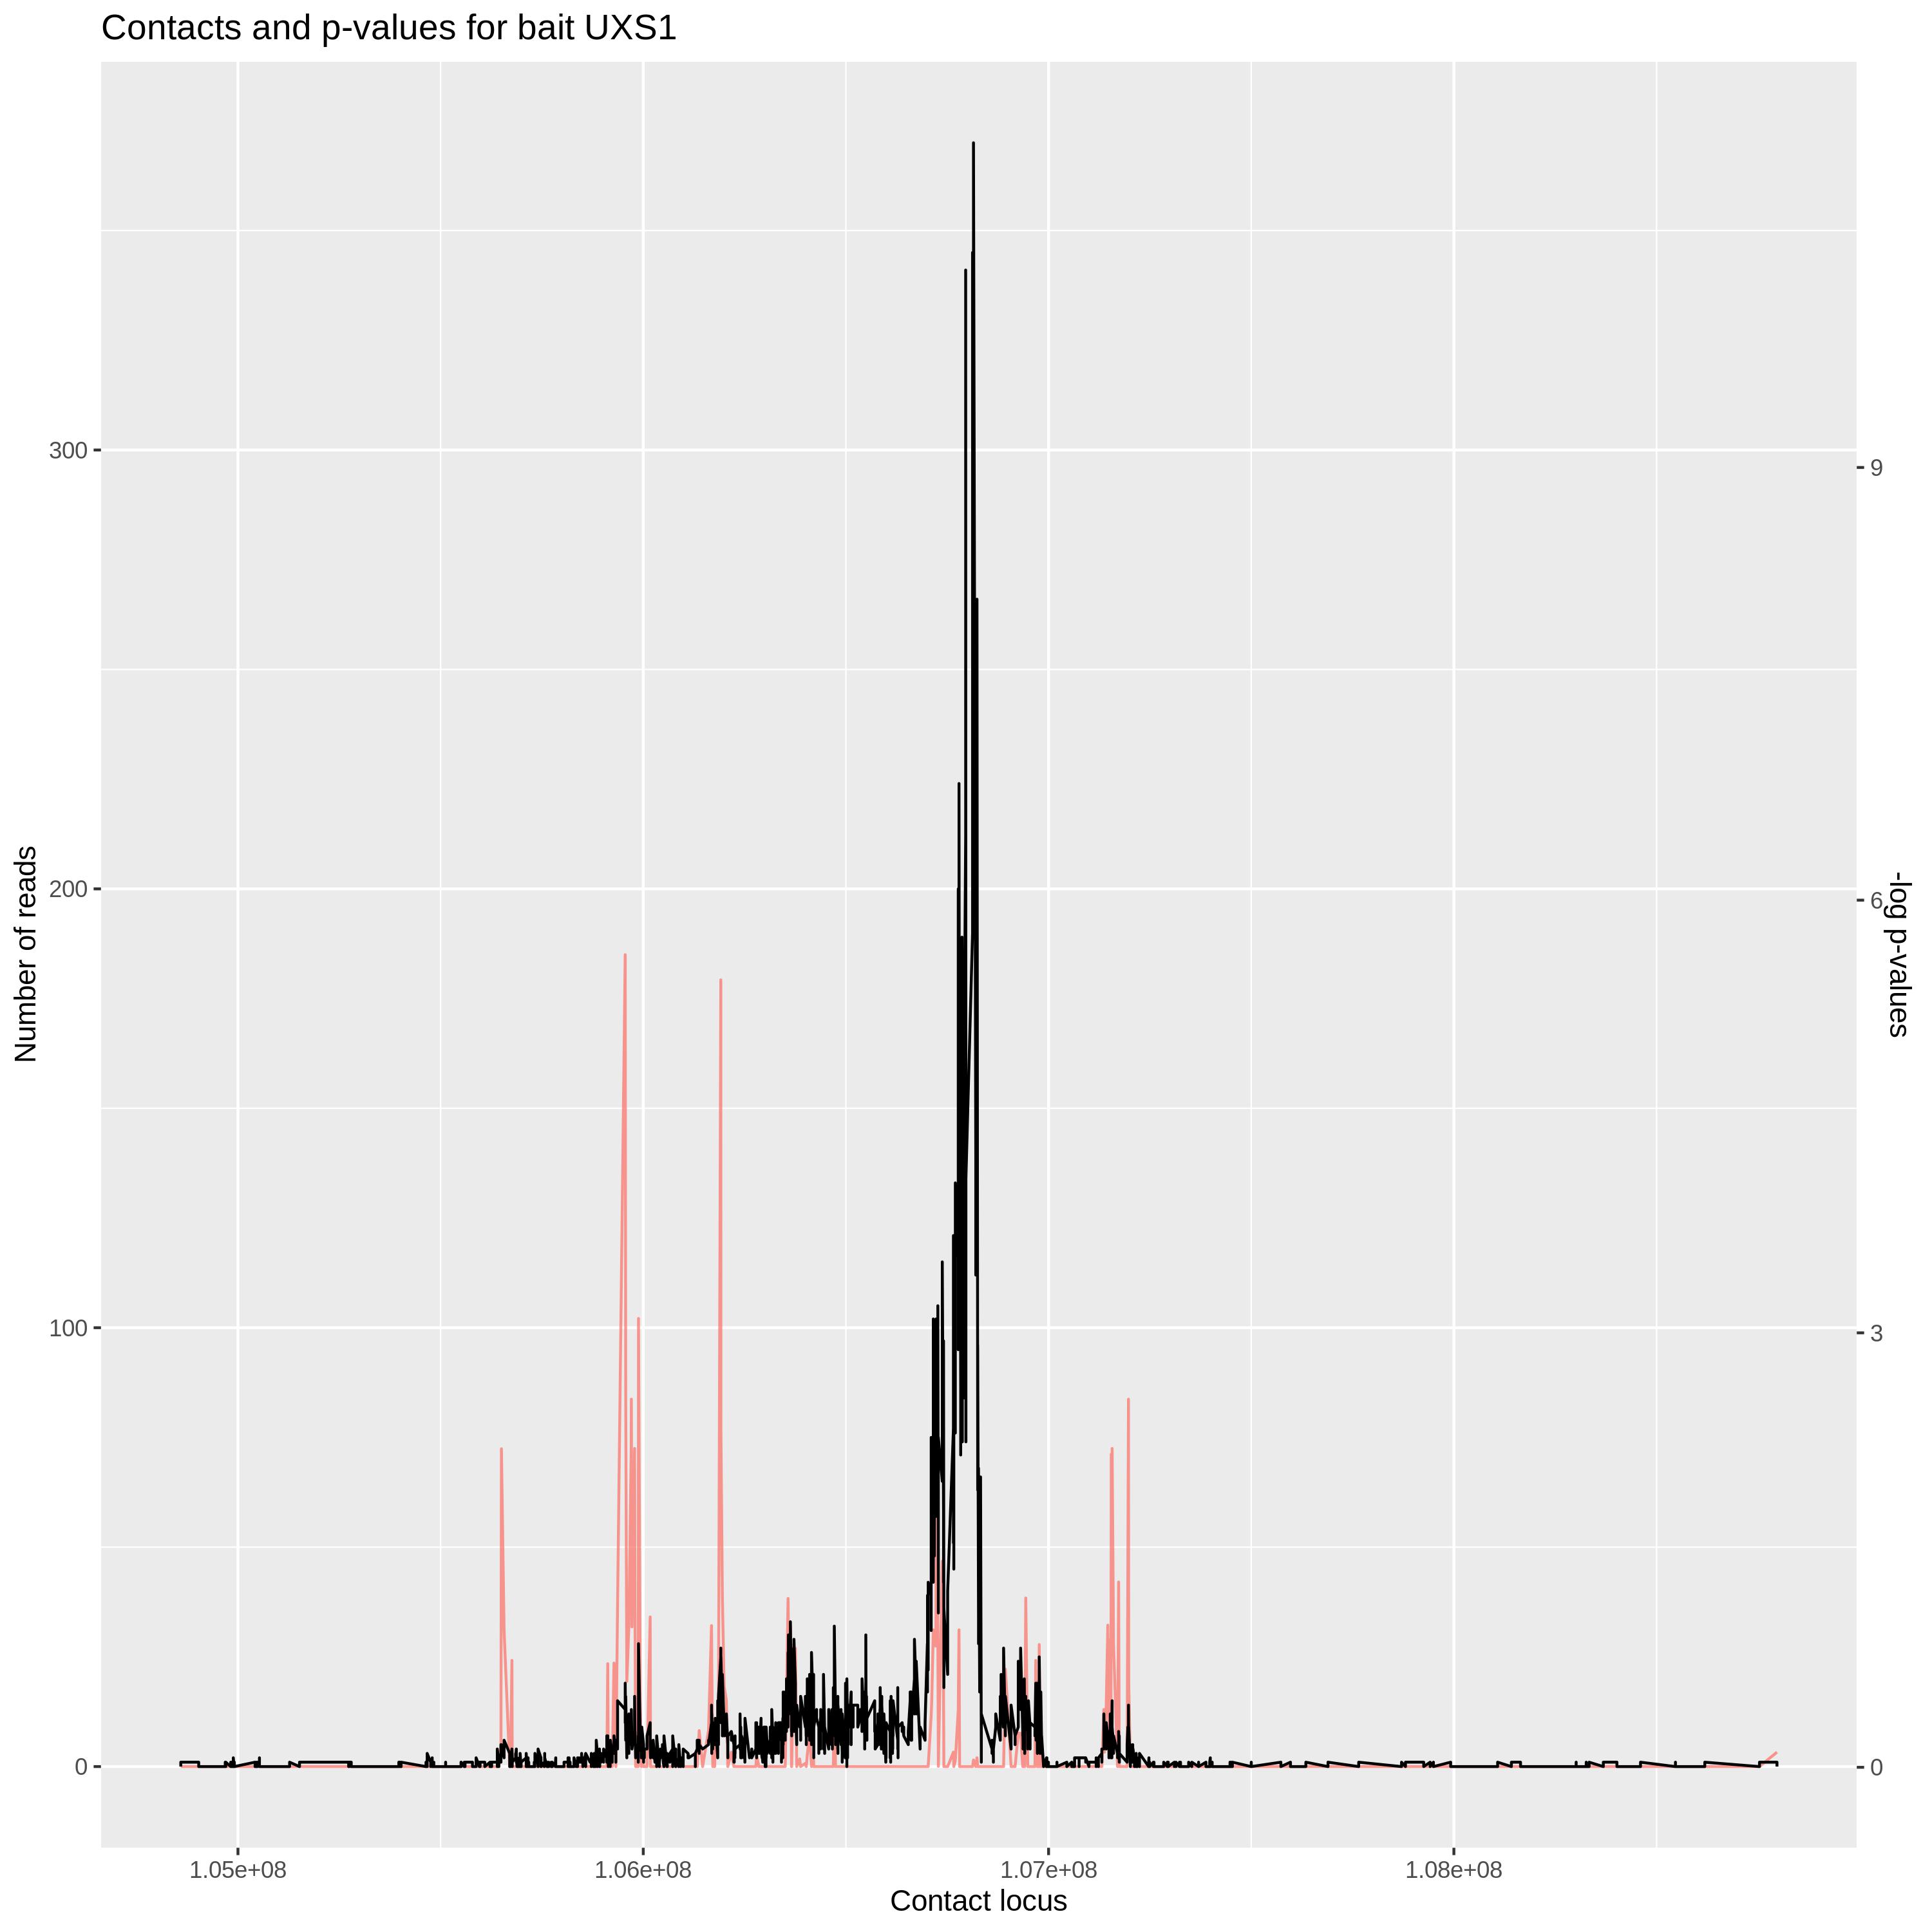 Contacts and p-values for bait UXS1
Number of reads
300
200
100
0
9
6
3
0
-log p-values
1.05e+08
1.06e+08
1.07e+08
1.08e+08
Contact locus